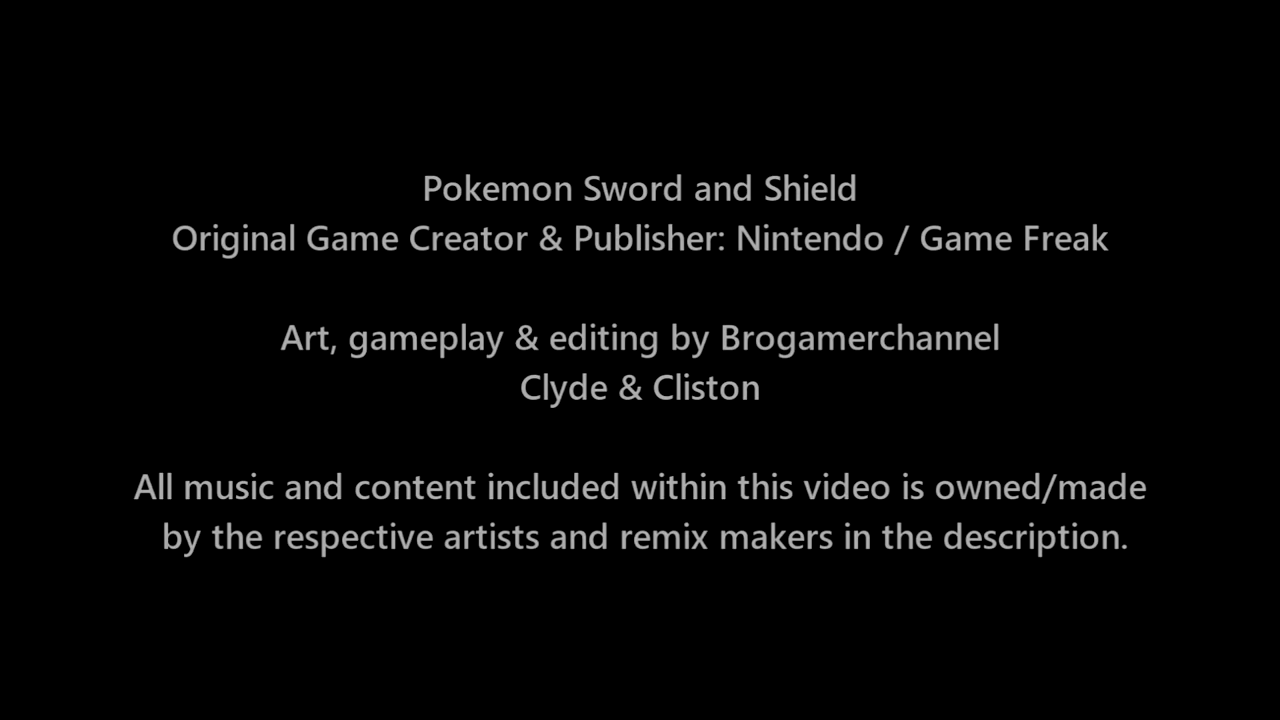 Pokemon Sword and Shield
Original Game Creator & Publisher: Nintendo / Game Freak
Art, gameplay & editing by Brogamerchannel
Clyde & Cliston
All music and content included within this video is owned/made
by the respective artists and remix makers in the description.